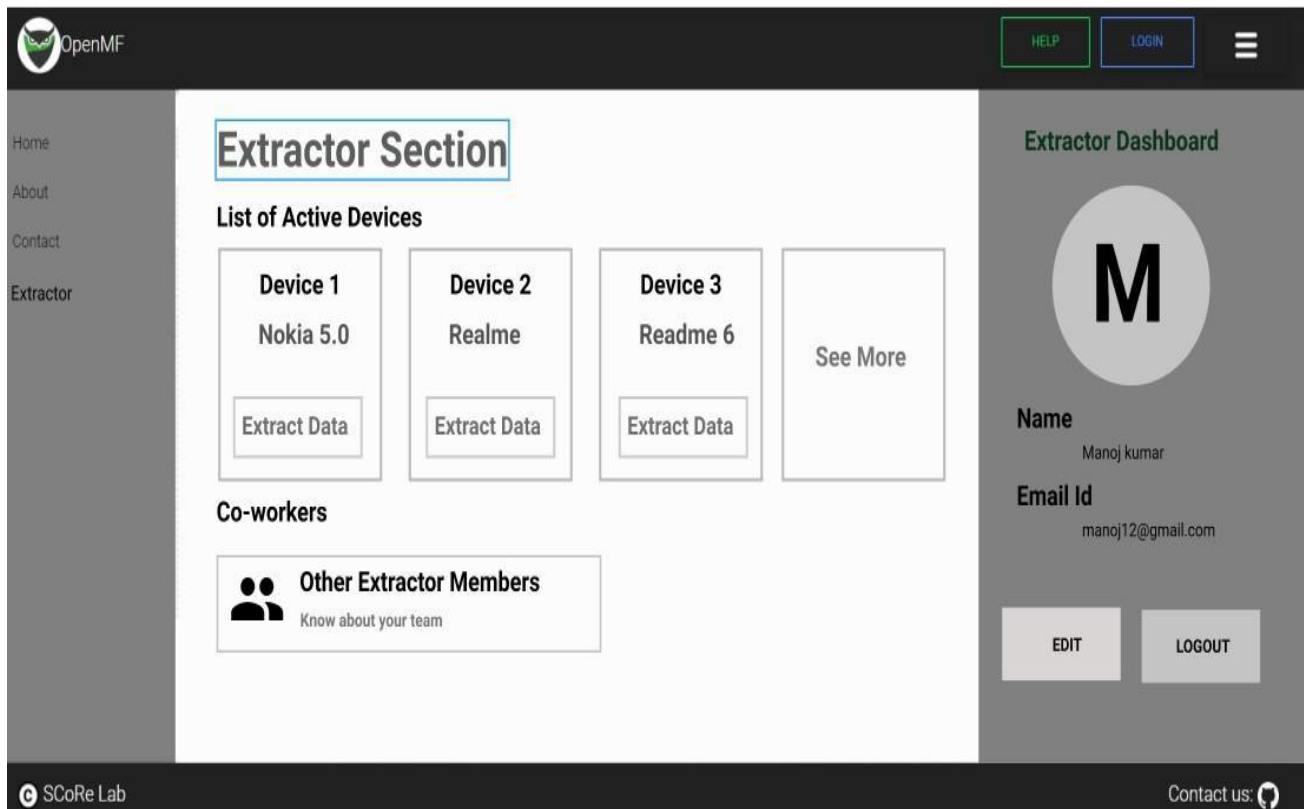 OpenMF
HELP
LOGIN
Home
About
Contact
Extractor
Extractor Section
List of Active Devices
Device 1
Nokia 5.0
Extract Data
Device 2
Realme
Extract Data
Device 3
Readme 6
Extract Data
See More
Co-workers
Other Extractor Members
Know about your team
Extractor Dashboard
M
Name
Manoj kumar
Email Id
manoj12@gmail.com
EDIT
LOGOUT
© SCoRe Lab
Contact us: